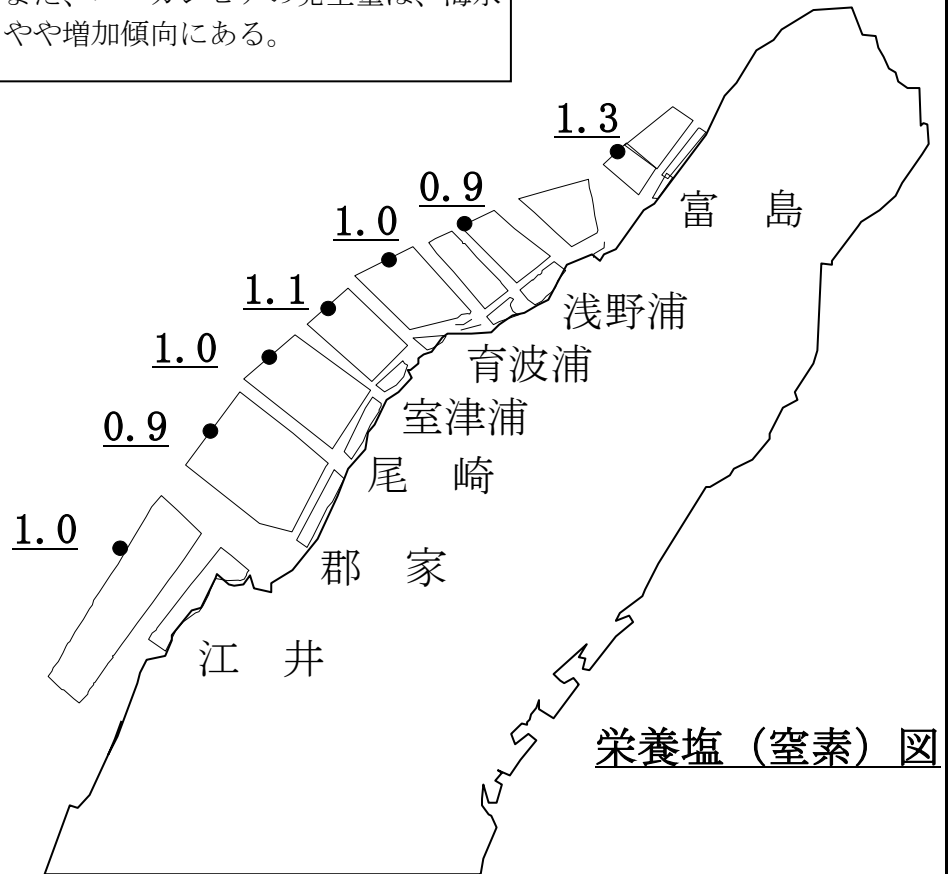 やや増加傾向にある。
1.3
0.9
1.0
1.1
1.0
0.9
1.0
富 島
浅野浦
育波浦
室津浦
尾 崎
郡 家
江 井
栄養塩（窒素）図